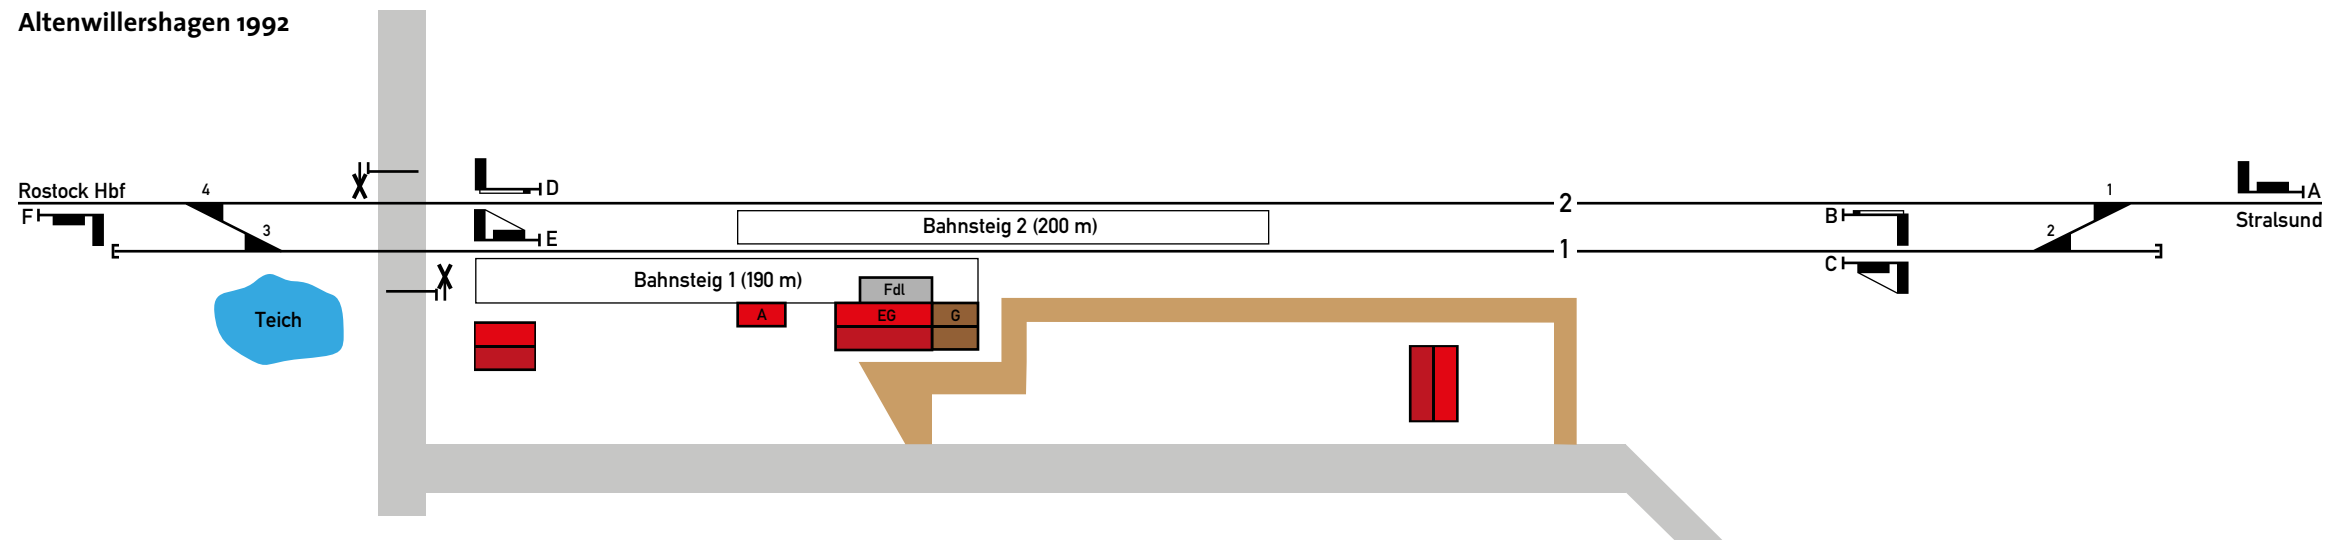 Altenwillershagen 1992
Rostock Hbf
4
3
F
D
E
2
1
Bahnsteig 2 (200 m)
Bahnsteig 1 (190 m)
Fdl
A
EG
G
Teich
B
C
1
2
A
Stralsund